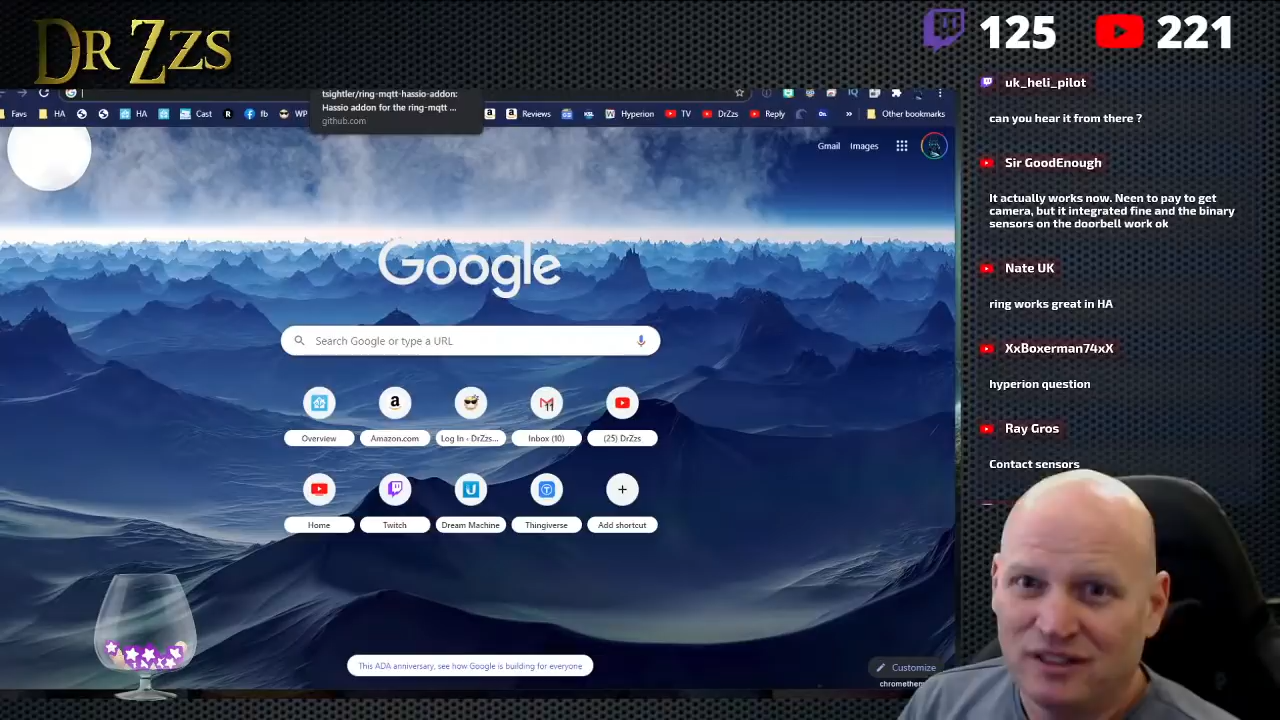 DR ZZS
125
221
tsightler/ring-mqtt-hassio-addon:
Hassio addon for the ring-mqtt ...
github.com
Favs
HA
HA
Cast
fb
WP
Reviews
Hyperion
TV
DrZzs
Reply
»
Other bookmarks
Gmail
Images
Google
Search Google or type a URL
Overview
Amazon.com
Log In - DrZzs...
Inbox (10)
(25) DrZzs
Home
Twitch
Dream Machine
Thingiverse
Add shortcut
This ADA anniversary, see how Google is building for everyone
Customize
uk_heli_pilot
can you hear it from there ?
Sir GoodEnough
It actually works now. Neen to pay to get
camera, but it integrated fine and the binary
sensors on the doorbell work ok
Nate UK
ring works great in HA
XxBoxerman74xX
hyperion question
Ray Gros
Contact sensors